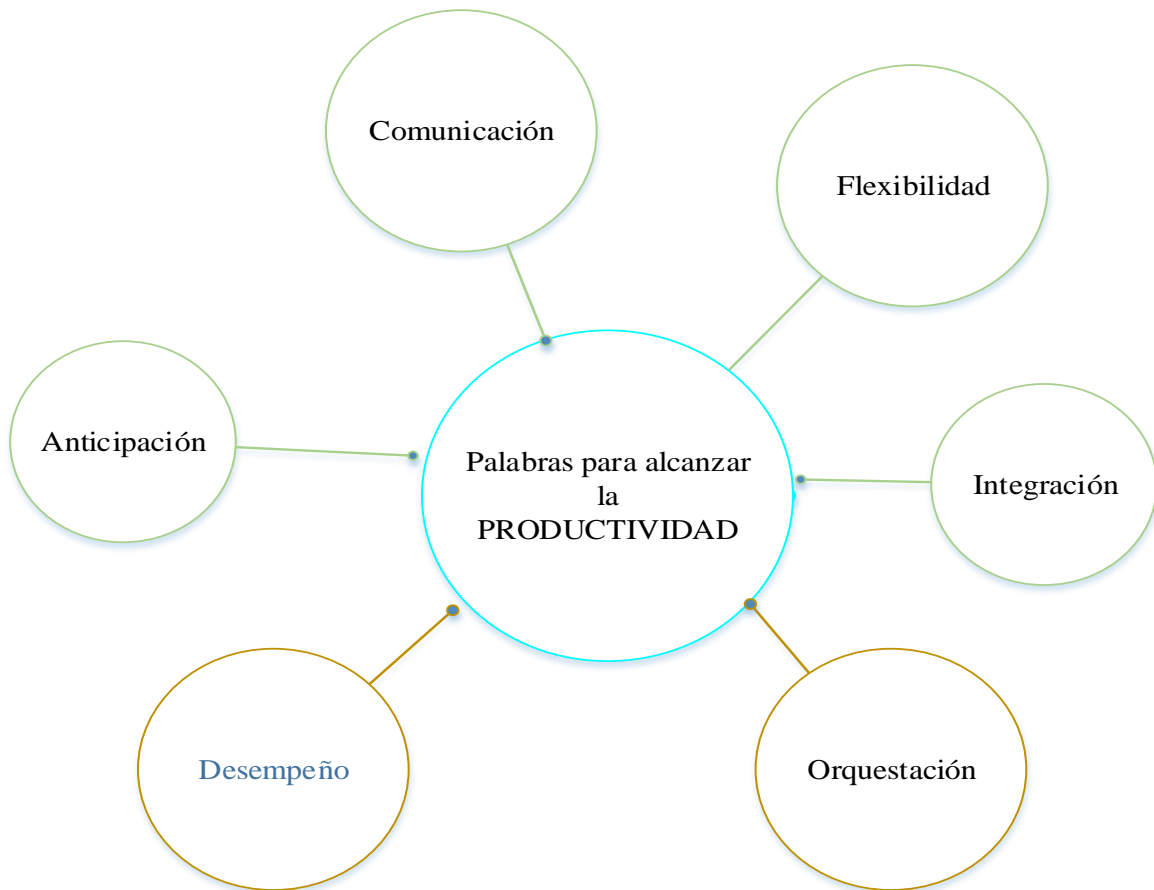 Comunicación
Flexibilidad
Anticipación
Palabras para alcanzar
la
PRODUCTIVIDAD
Integración
Desempeño
Orquestación